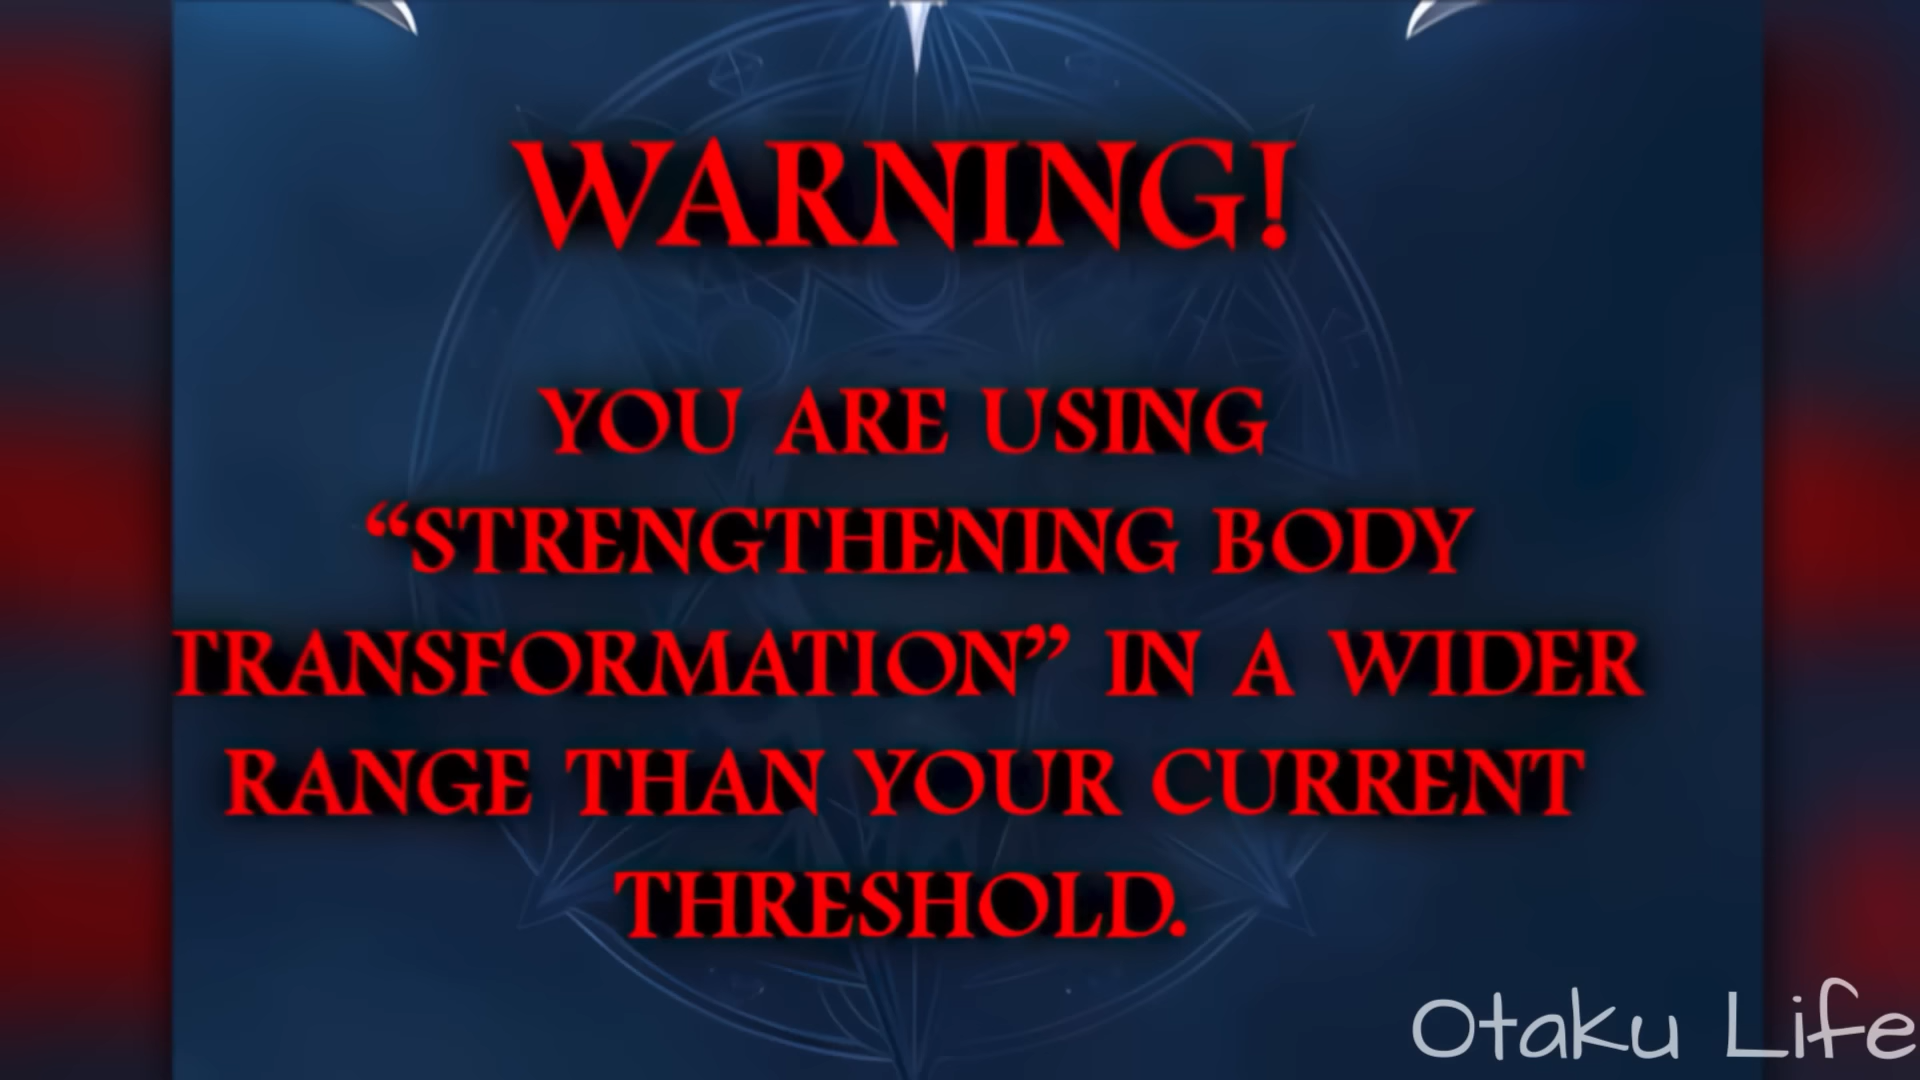 WARNING!
YOU ARE USING
“STRENGTHENING BODY
TRANSFORMATION” IN A WIDER
RANGE THAN YOUR CURRENT
THRESHOLD.
Otaku Life